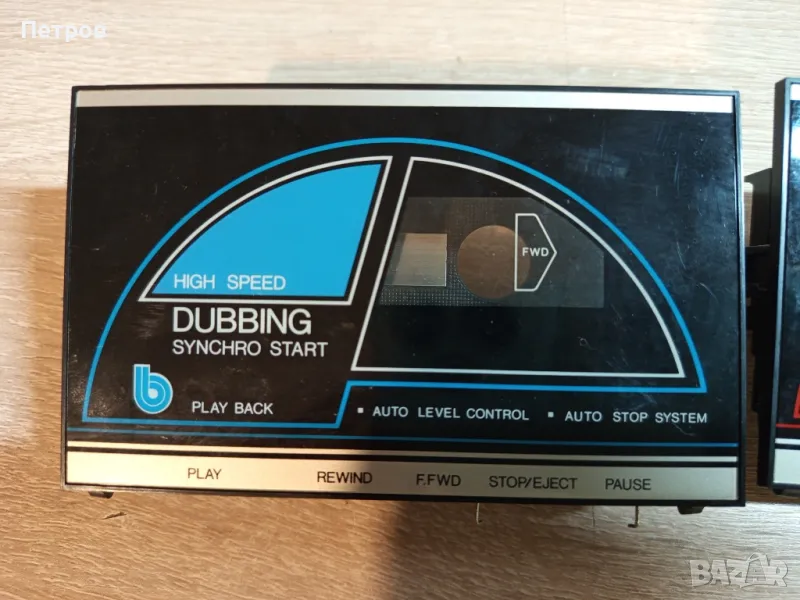 Петров
FWD
HIGH SPEED
DUBBING
SYNCHRO START
b
PLAY BACK
▪ AUTO LEVEL CONTROL ▪ AUTO STOP SYSTEM
PLAY REWIND F.FWD STOP/EJECT PAUSE
BAZAR